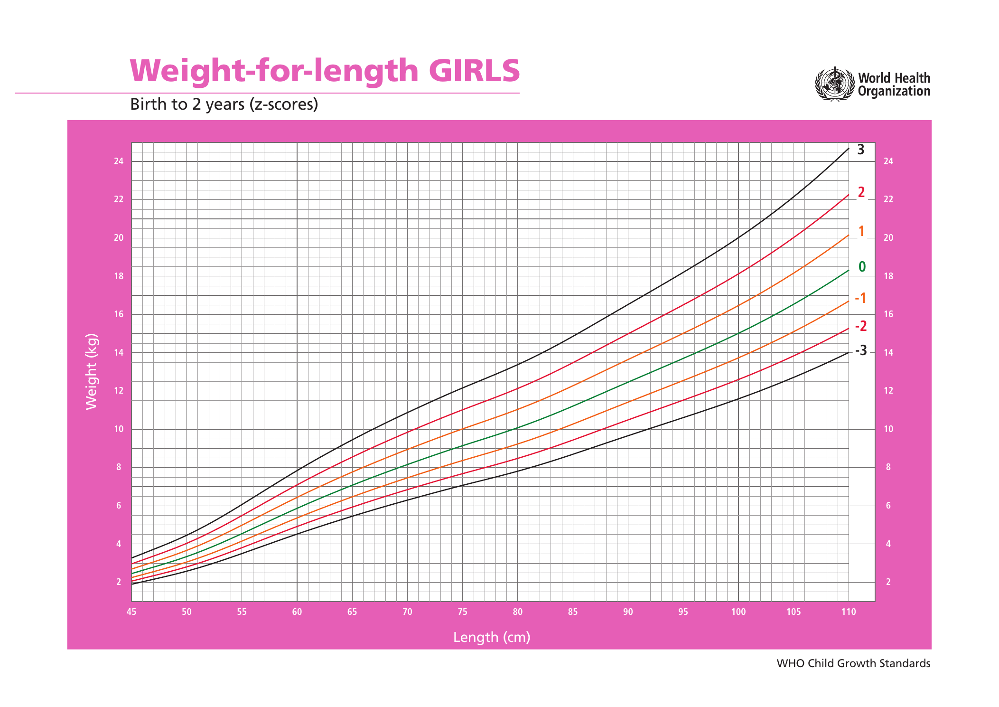 Weight-for-length GIRLS
Birth to 2 years (z-scores)
World Health
Organization
3
24 24
2
22 22
1
20 20
0
18 18
-1
16 16
-2
-3
14 14
Weight (kg)
12 12
10 10
8 8
6 6
4 4
2 2
45 50 55 60 65 70 75 80 85 90 95 100 105 110
Length (cm)
WHO Child Growth Standards